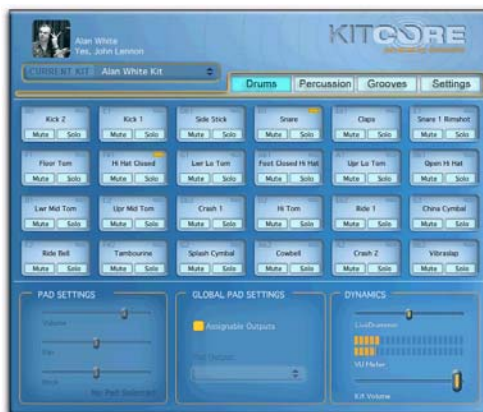 Alan White
Yes, John Lennon
KITCORE
CURRENT KIT Alan White Kit
Drums Percussion Grooves Settings
Kick 2 Kick 1 Side Stick Snare Claps Snare 1 Rimshot
Mute Solo Mute Solo Mute Solo Mute Solo Mute Solo Mute Solo
Floor Tom Hi Hat Closed Lwr Lo Tom Foot Closed Hi Hat Upr Lo Tom Open Hi Hat
Mute Solo Mute Solo Mute Solo Mute Solo Mute Solo Mute Solo
Lwr Mid Tom Upr Mid Tom Crash 1 Hi Tom Ride 1 China Cymbal
Mute Solo Mute Solo Mute Solo Mute Solo Mute Solo Mute Solo
Ride Bell Tambourine Splash Cymbal Cowbell Crash 2 Vibraslap
Mute Solo Mute Solo Mute Solo Mute Solo Mute Solo Mute Solo
PAD SETTINGS GLOBAL PAD SETTINGS DYNAMICS
Volume
Assignable Outputs
LiveDrummer
Pan
Pad Output
VU Meter
Pitch
No Pad Selected
Kit Volume